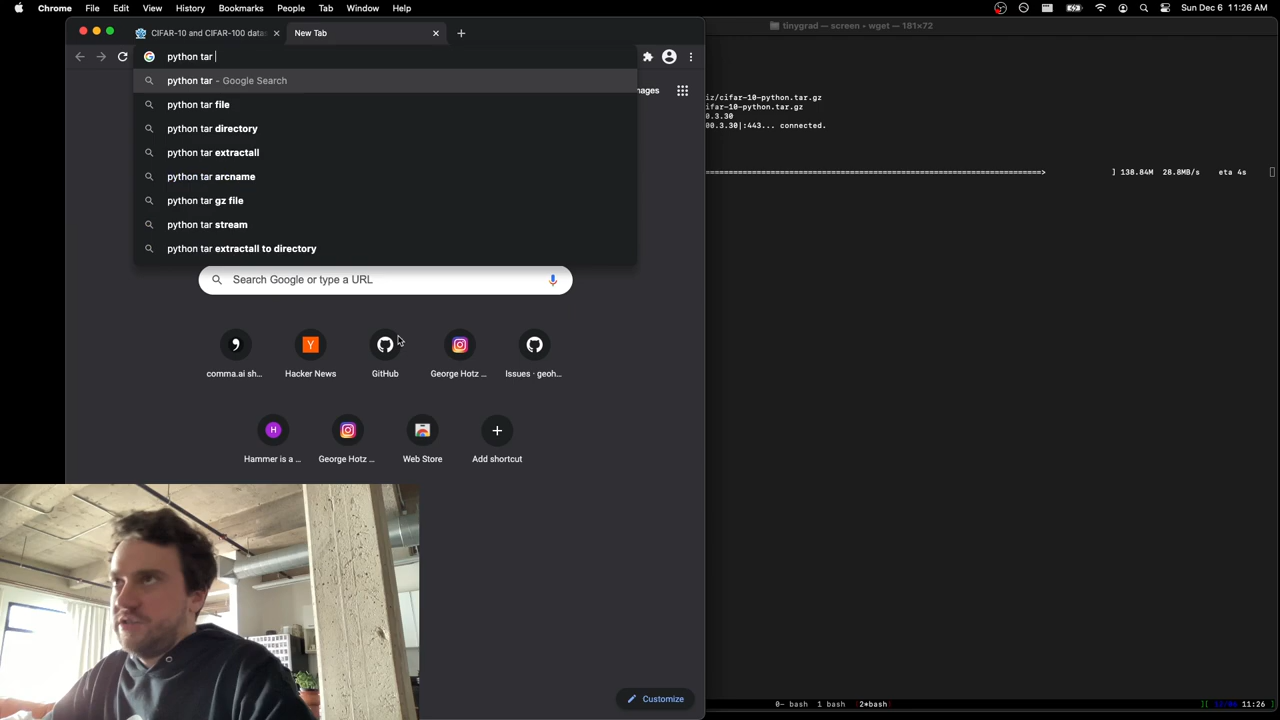 Chrome File Edit View History Bookmarks People Tab Window Help Sun Dec 6 11:26 AM
CIFAR-10 and CIFAR-100 datas
New Tab
tinygrad — screen • wget — 181×72
python tar
python tar - Google Search
python tar file
python tar directory
python tar extractall
python tar arcname
python tar gz file
python tar stream
python tar extractall to directory
mages
Search Google or type a URL
comma.ai sh... Hacker News GitHub George Hotz ... Issues · geoh...
Hammer is a ... George Hotz ... Web Store Add shortcut
Customize
iz/cifar-10-python.tar.gz
ifar-10-python.tar.gz
0.3.30
00.3.30|:443... connected.
=====================================================================> ] 138.84M 28.8MB/s eta 4s
0- bash 1 bash (2*bash) ][ 12/06 11:26